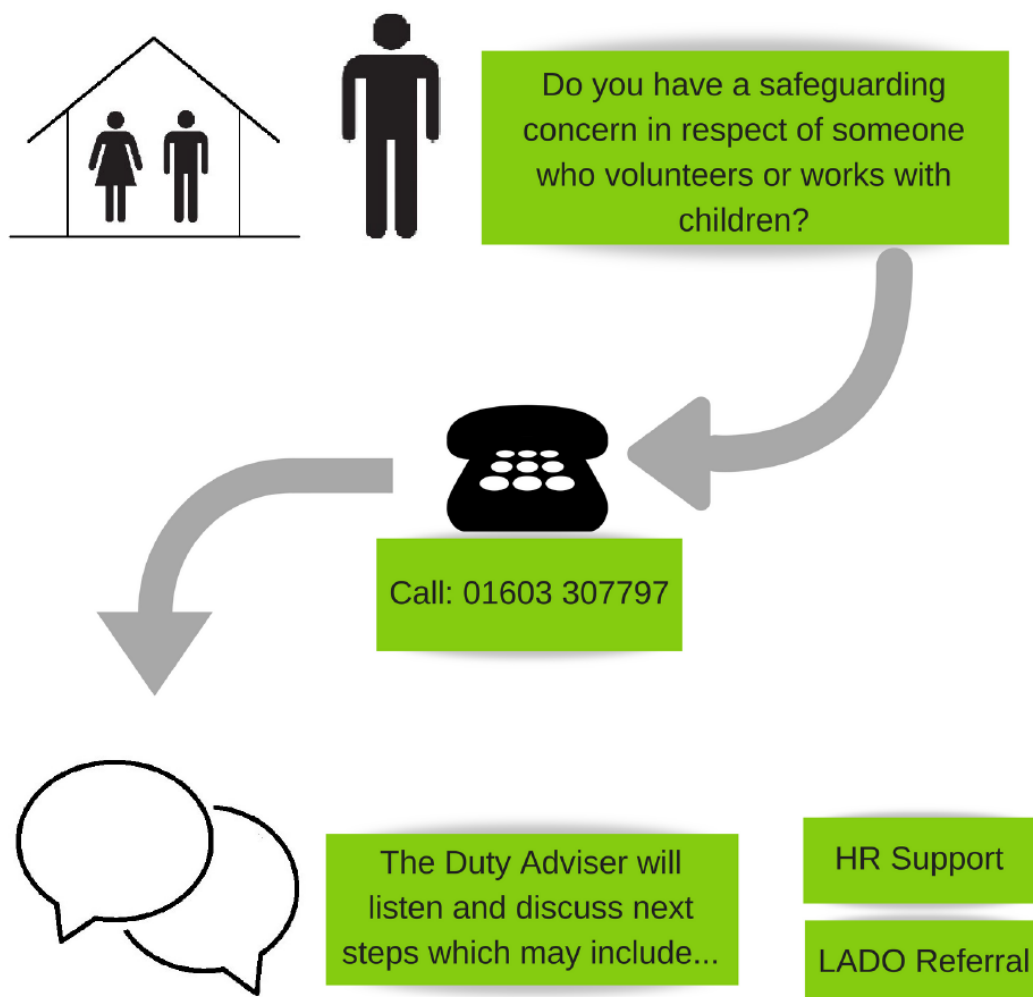 Do you have a safeguarding
concern in respect of someone
who volunteers or works with
children?
Call: 01603 307797
The Duty Adviser will
listen and discuss next
steps which may include...
HR Support
LADO Referral